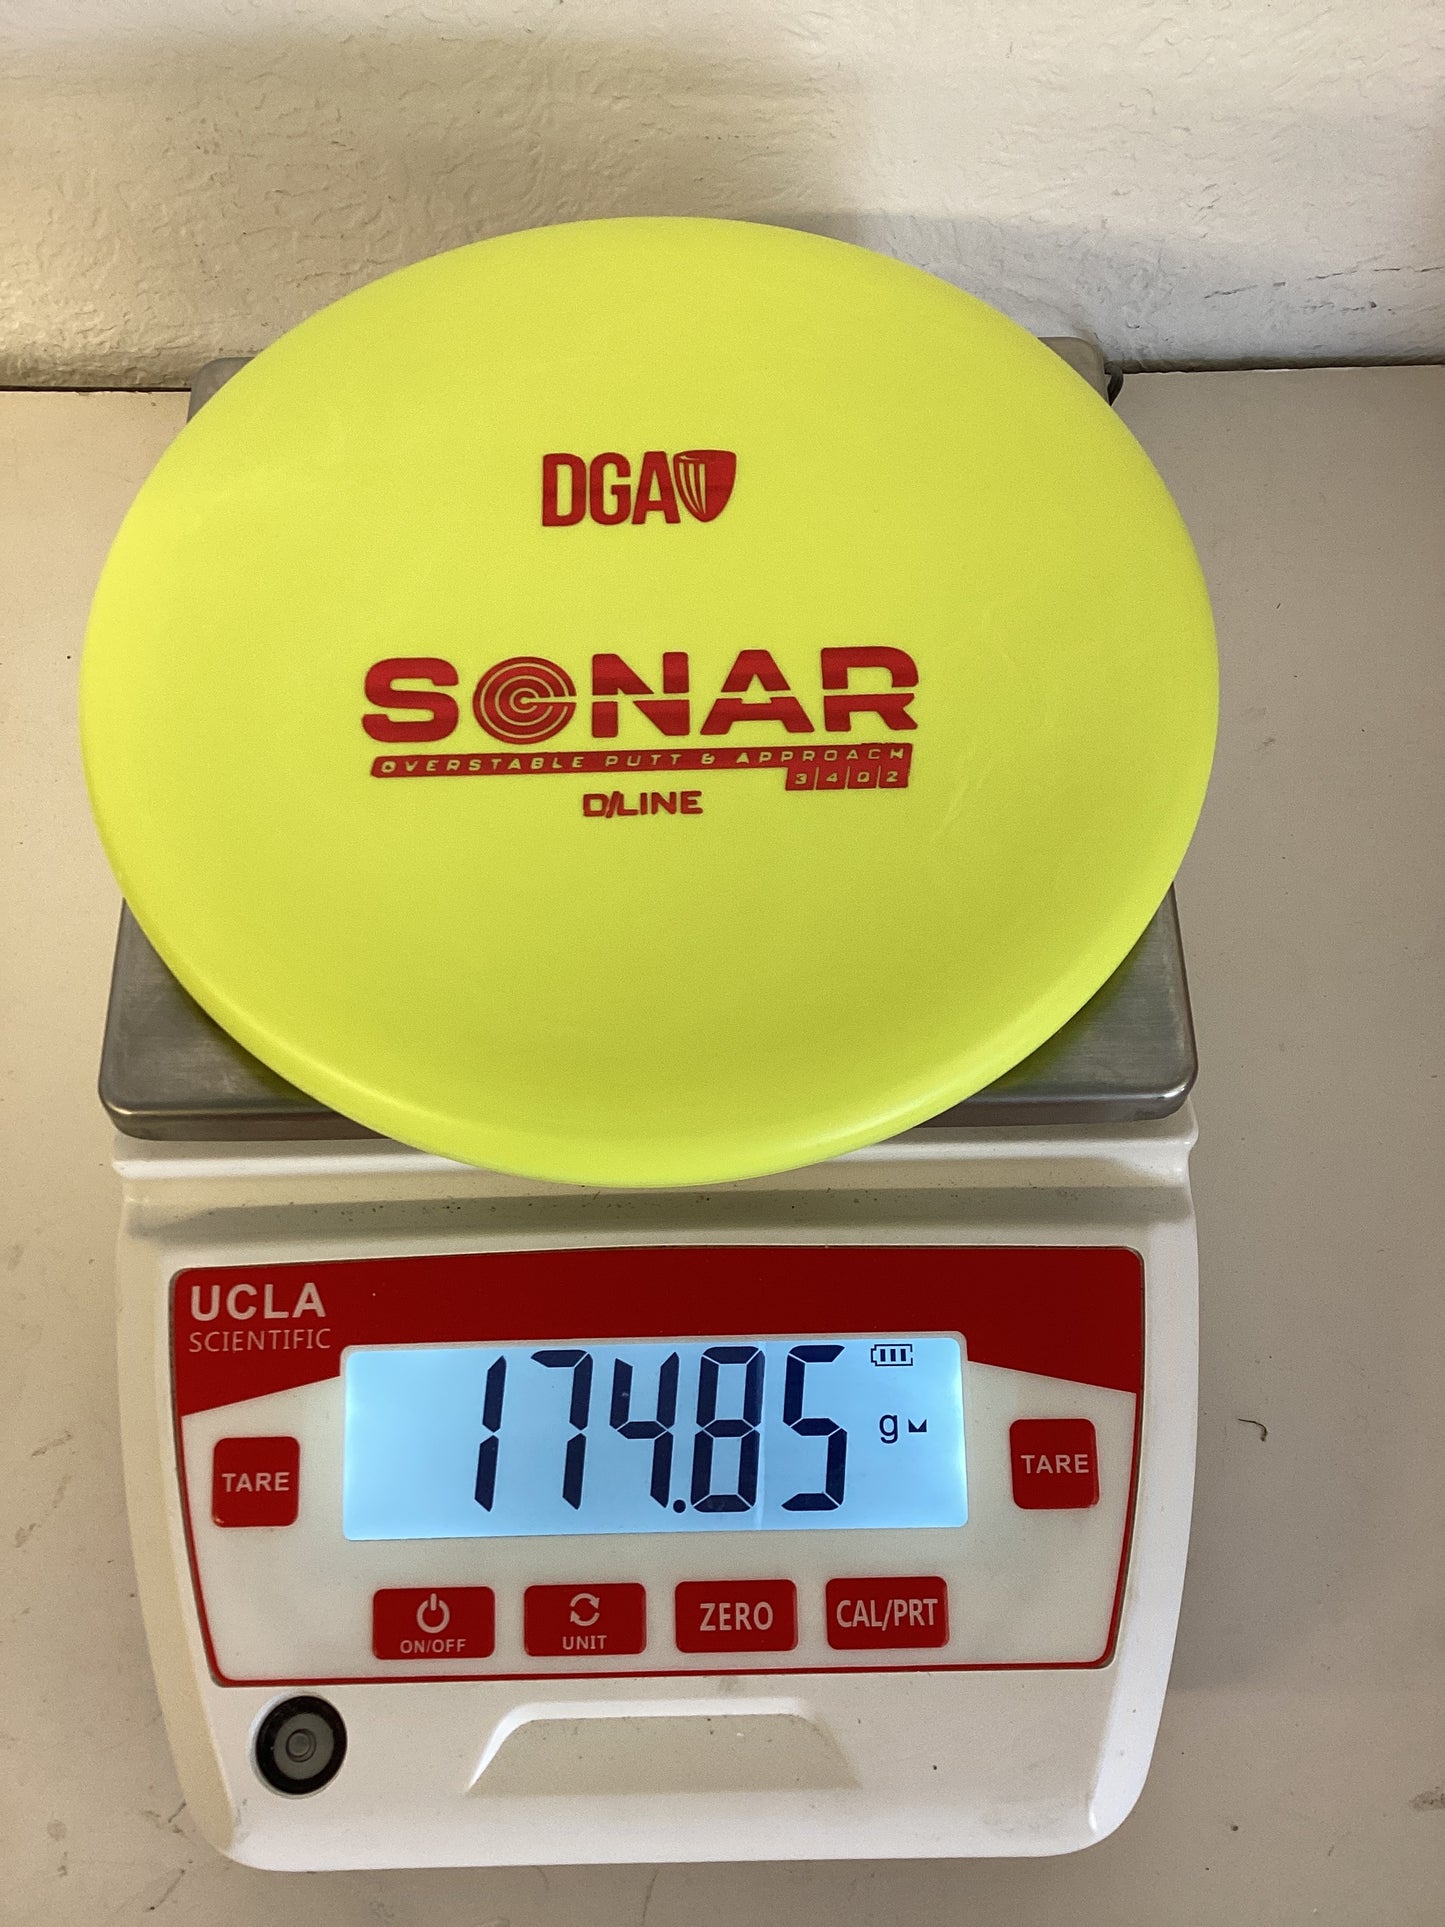 DGA
SONAR
OVERSTABLE PUTT & APPROACH
3 4 0 2
D/LINE
UCLA
SCIENTIFIC
174.85 g
TARE
TARE
ON/OFF
UNIT
ZERO
CAL/PRT